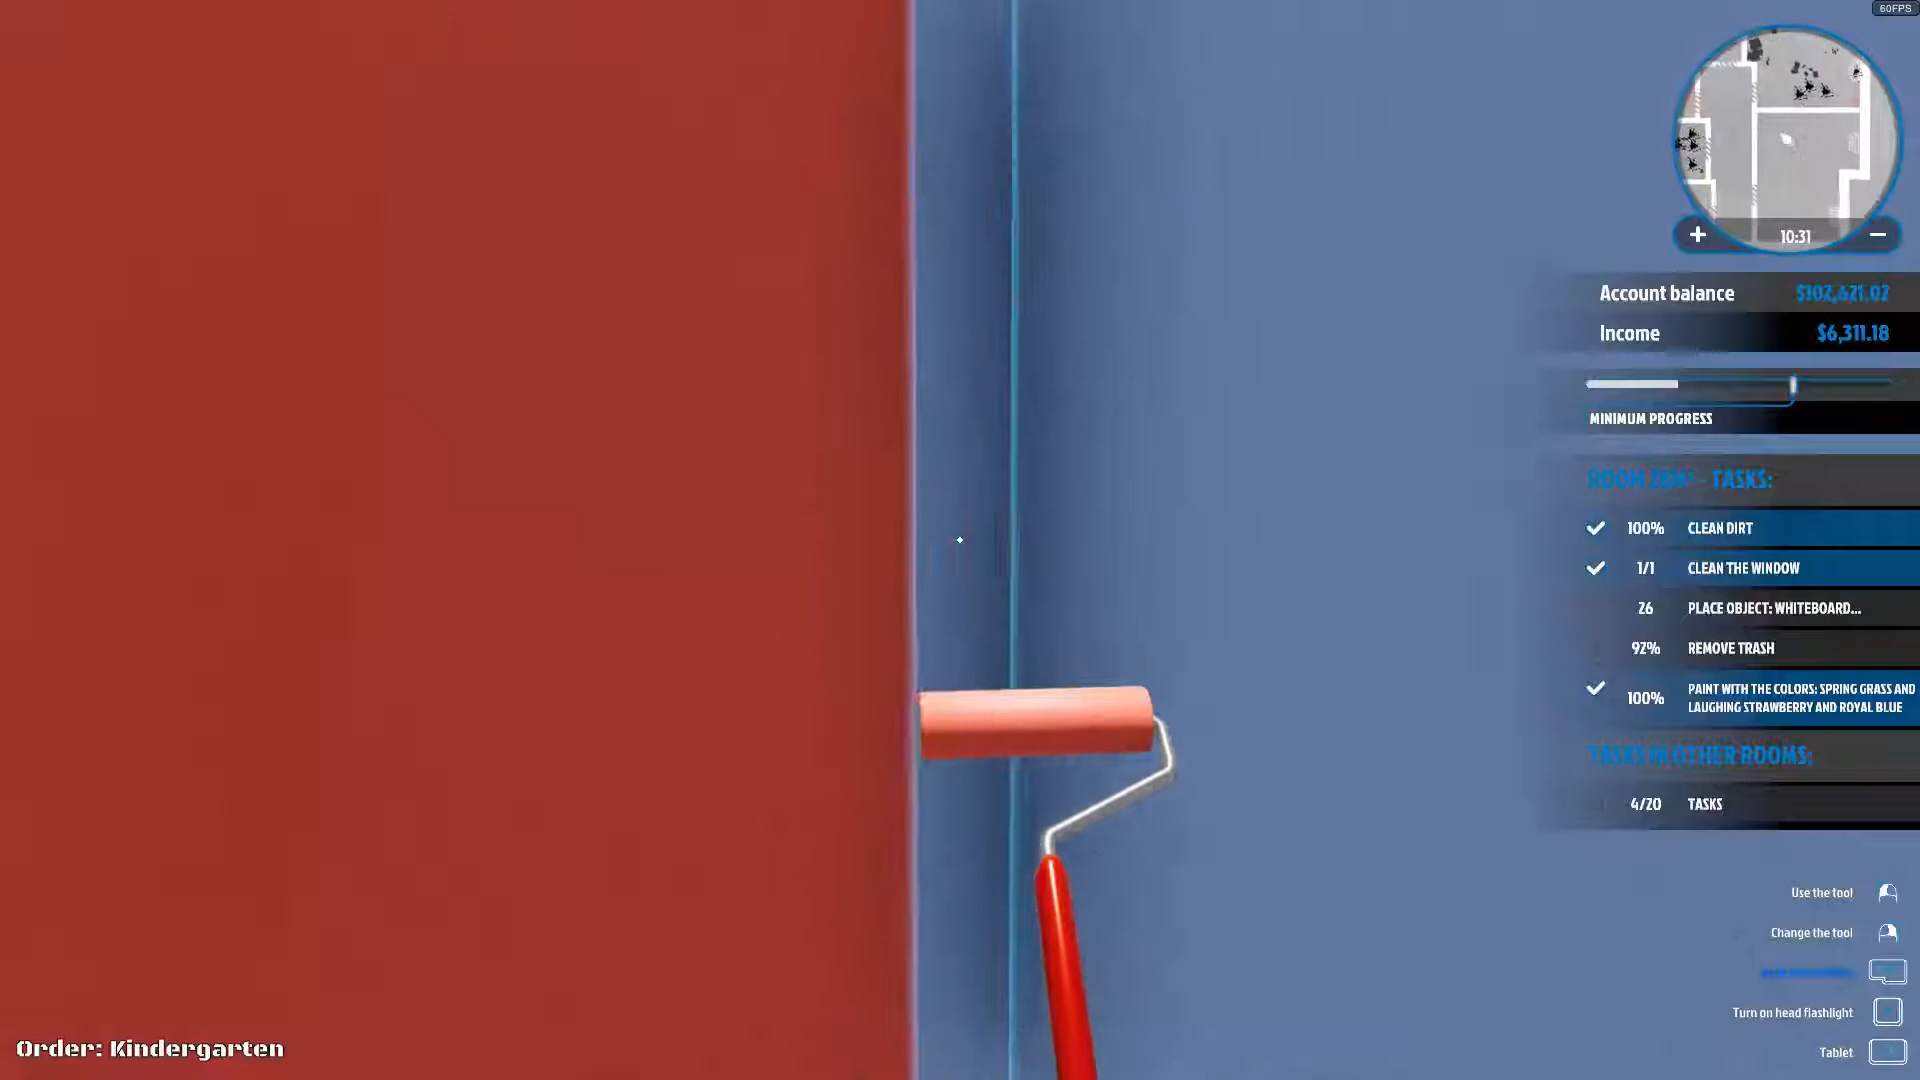 60FPS
10:31
Account balance $102,621.02
Income $6,311.18
MINIMUM PROGRESS
ROOM 28M² - TASKS:
100% CLEAN DIRT
1/1 CLEAN THE WINDOW
26 PLACE OBJECT: WHITEBOARD...
92% REMOVE TRASH
100% PAINT WITH THE COLORS: SPRING GRASS AND
LAUGHING STRAWBERRY AND ROYAL BLUE
TASKS IN OTHER ROOMS:
4/20 TASKS
Use the tool
Change the tool
Turn on head flashlight
Tablet
Order: Kindergarten